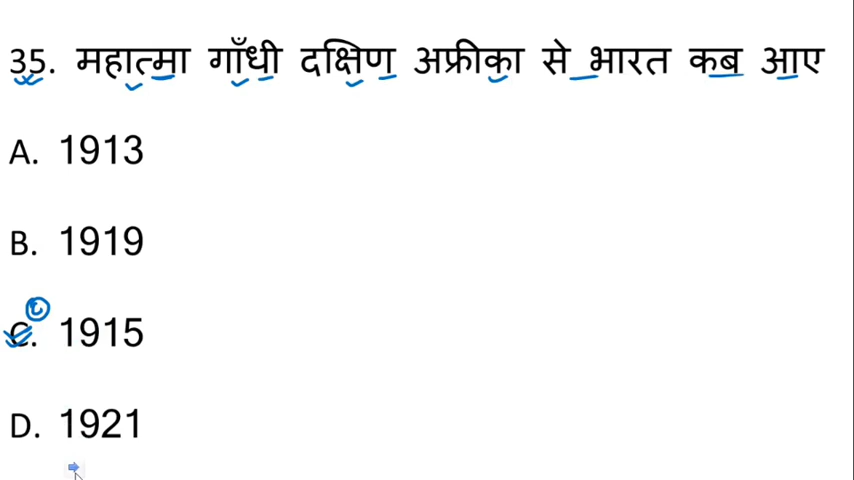 35. महात्मा गाँधी दक्षिण अफ्रीका से भारत कब आए
A. 1913
B. 1919
C. 1915
D. 1921